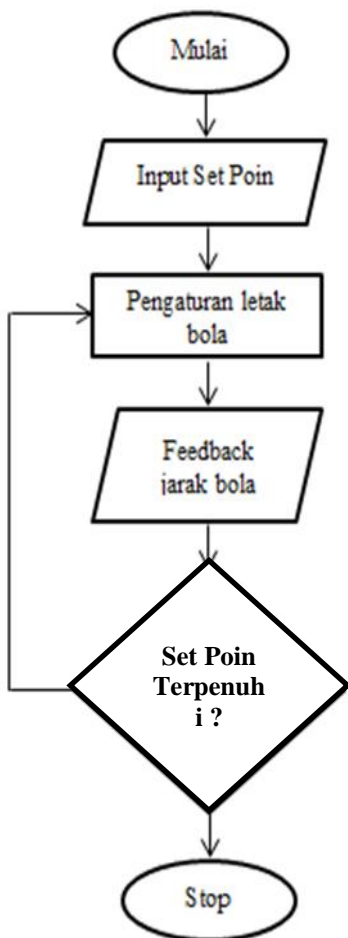 Mulai
Input Set Poin
Pengaturan letak
bola
Feedback
jarak bola
Set Poin
Terpenuh
i ?
Stop